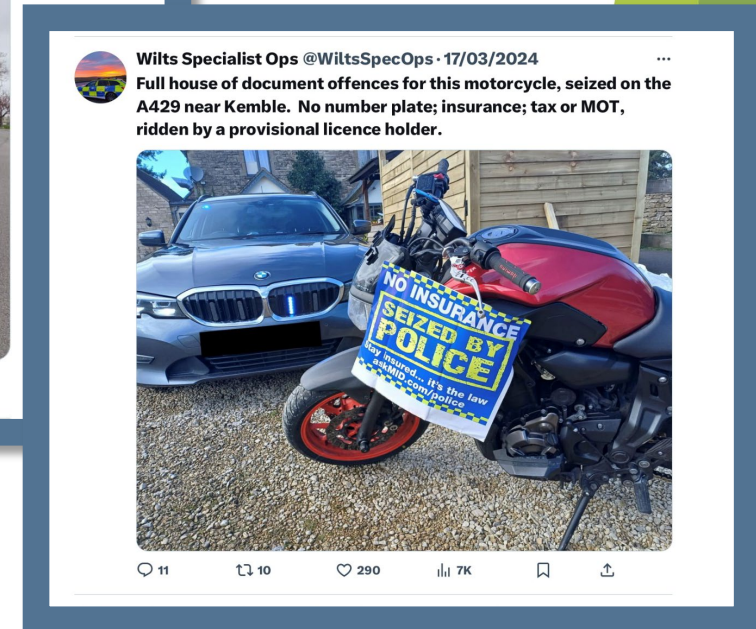 Wilts Specialist Ops @WiltsSpecOps · 17/03/2024
Full house of document offences for this motorcycle, seized on the
A429 near Kemble. No number plate; insurance; tax or MOT,
ridden by a provisional licence holder.
NO INSURANCE
SEIZED BY
POLICE
Stay insured... it's the law
askMID.com/police
11 10 290 7K